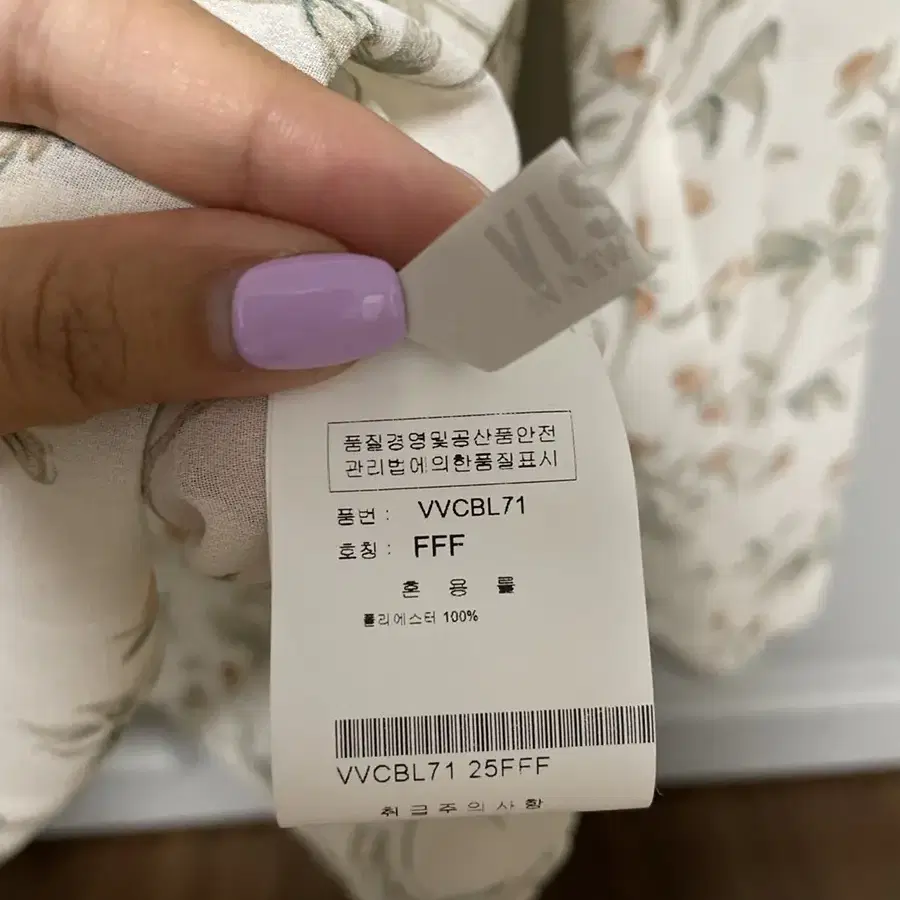 VIS
품질경영및공산품안전
관리법에의한품질표시
품번 : VVCBL71
호칭 : FFF
혼 용 률
폴리에스터 100%
VVCBL71 25FFF
취급주의사항